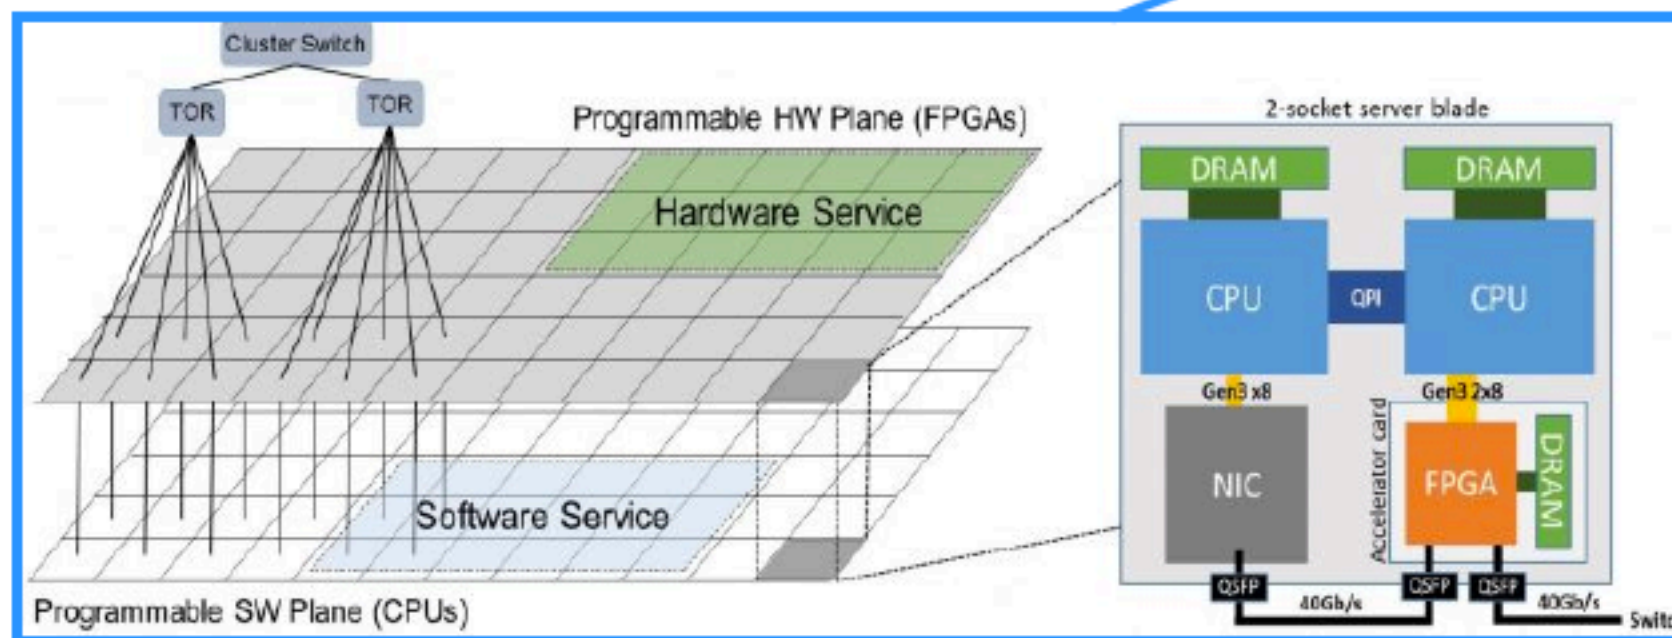 Cluster Switch
TOR
TOR
Programmable HW Plane (FPGAs)
Hardware Service
Software Service
Programmable SW Plane (CPUs)
2-socket server blade
DRAM
DRAM
CPU
QPI
CPU
Gen3 x8
Gen3 2x8
NIC
Accelerator card
FPGA
DRAM
QSFP
QSFP
QSFP
40Gb/s
40Gb/s
Switc